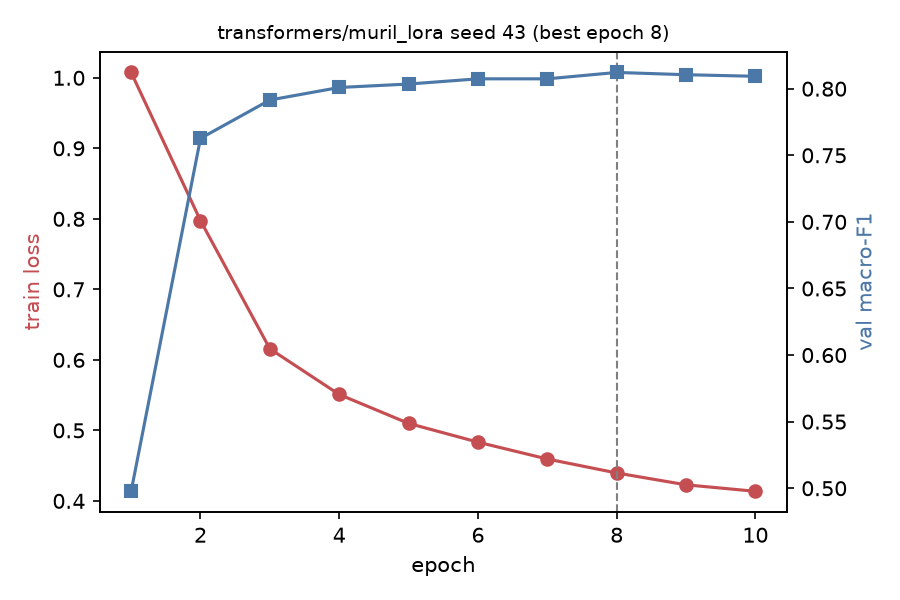 transformers/muril_lora seed 43 (best epoch 8)
train loss
1.0
0.9
0.8
0.7
0.6
0.5
0.4
0.80
0.75
0.70
0.65
0.60
0.55
0.50
val macro-F1
2 4 6 8 10
epoch